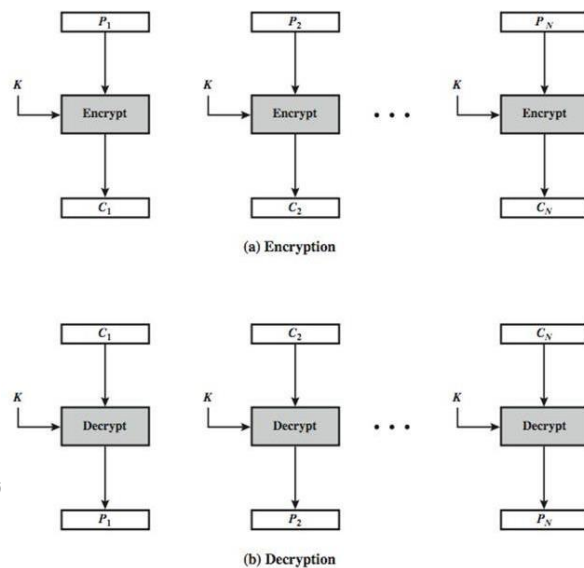 P1 P2 PN
K K K
Encrypt Encrypt • • • Encrypt
C1 C2 CN
(a) Encryption
C1 C2 CN
K K K
Decrypt Decrypt • • • Decrypt
P1 P2 PN
(b) Decryption